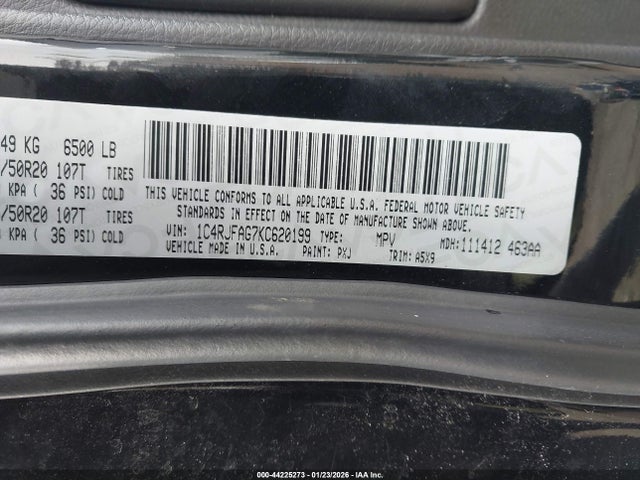 49 KG 6500 LB
/50R20 107T TIRES
KPA ( 36 PSI) COLD
/50R20 107T TIRES
KPA ( 36 PSI) COLD
THIS VEHICLE CONFORMS TO ALL APPLICABLE U.S.A. FEDERAL MOTOR VEHICLE SAFETY
STANDARDS IN EFFECT ON THE DATE OF MANUFACTURE SHOWN ABOVE.
VIN: 1C4RJFAG7KC620199 TYPE: MPV MDH: 111412 463AA
VEHICLE MADE IN U.S.A. PAINT: PXJ TRIM: A5X9
000-44225273 - 01/23/2026 - IAA Inc.